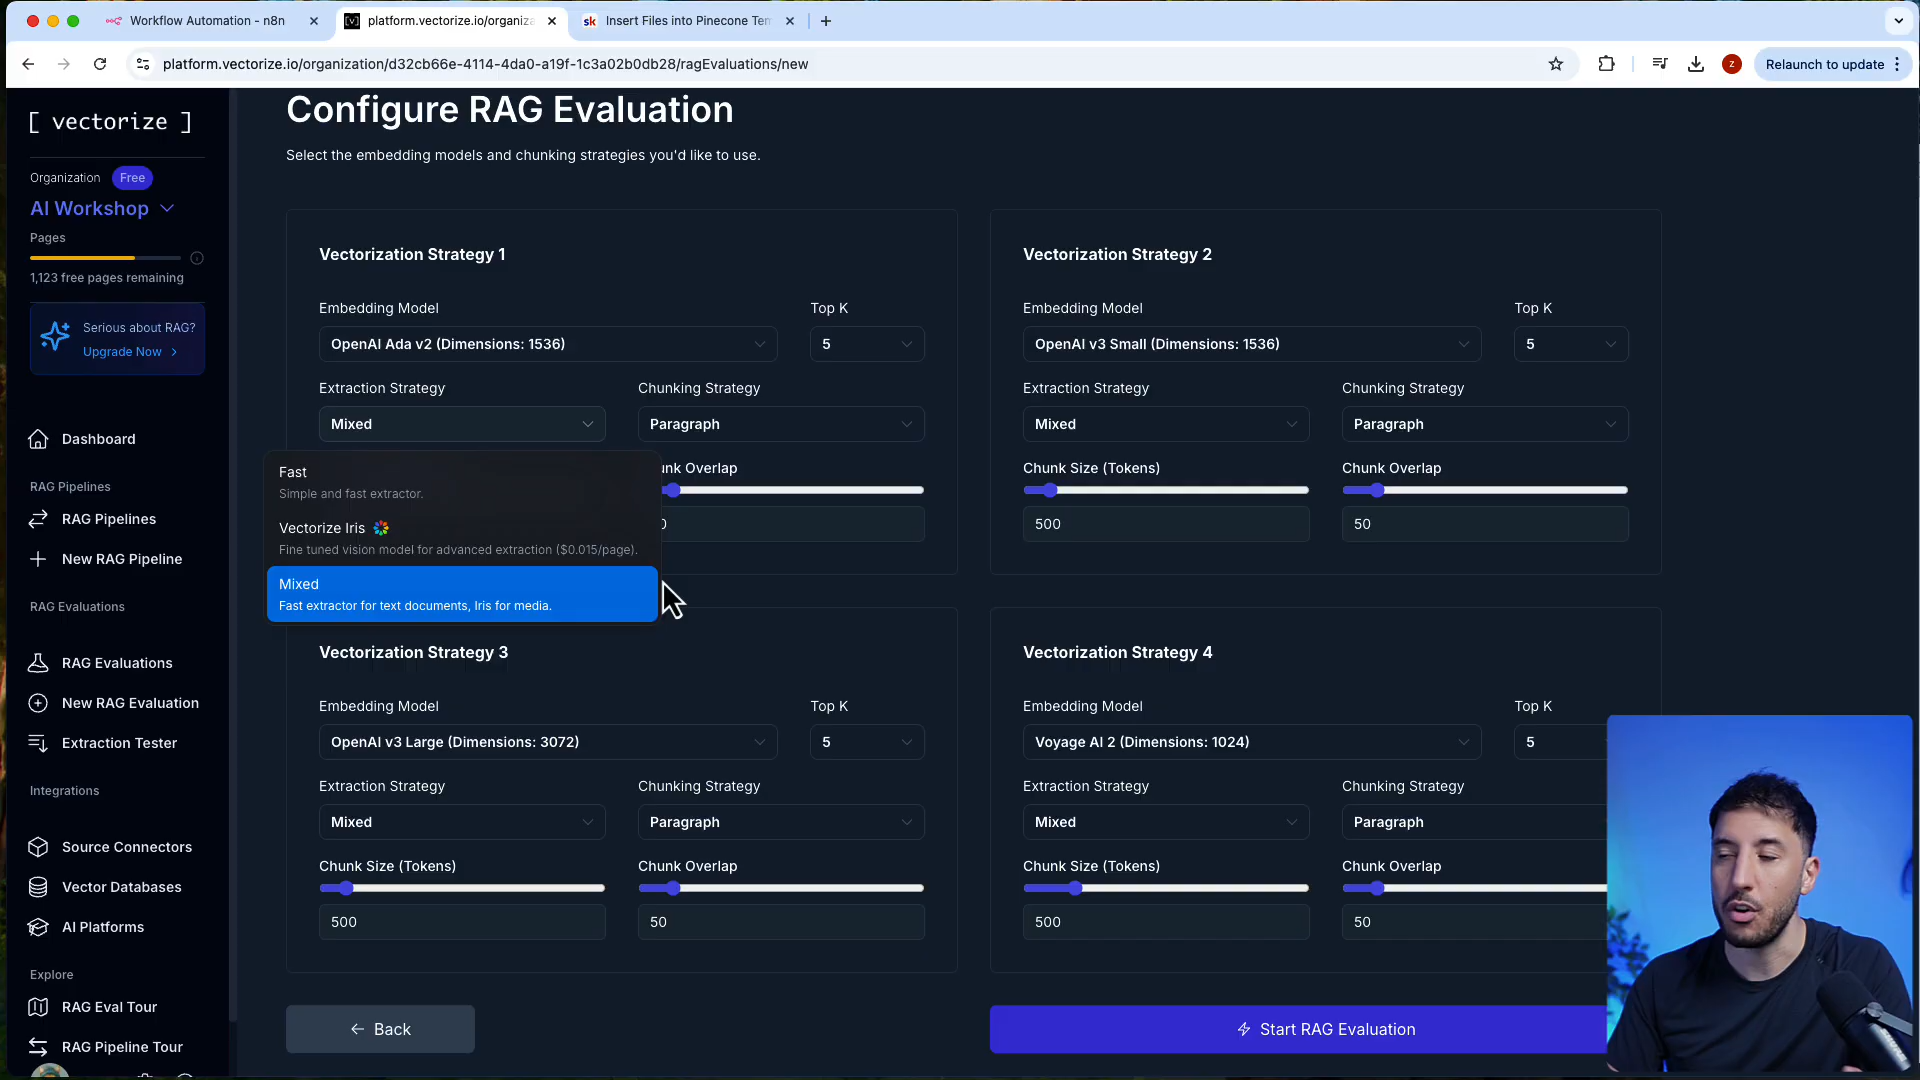 Workflow Automation - n8n
platform.vectorize.io/organiz
Insert Files into Pinecone Tem
platform.vectorize.io/organization/d32cb66e-4114-4da0-a19f-1c3a02b0db28/ragEvaluations/new
z
Relaunch to update
[ vectorize ]
Organization Free
AI Workshop
Pages
1,123 free pages remaining
Serious about RAG?
Upgrade Now
Dashboard
RAG Pipelines
RAG Pipelines
New RAG Pipeline
RAG Evaluations
RAG Evaluations
New RAG Evaluation
Extraction Tester
Integrations
Source Connectors
Vector Databases
AI Platforms
Explore
RAG Eval Tour
RAG Pipeline Tour
Configure RAG Evaluation
Select the embedding models and chunking strategies you'd like to use.
Vectorization Strategy 1
Embedding Model Top K
OpenAI Ada v2 (Dimensions: 1536) 5
Extraction Strategy Chunking Strategy
Mixed Paragraph
unk Overlap
0
Fast
Simple and fast extractor.
Vectorize Iris
Fine tuned vision model for advanced extraction ($0.015/page).
Mixed
Fast extractor for text documents, Iris for media.
Vectorization Strategy 2
Embedding Model Top K
OpenAI v3 Small (Dimensions: 1536) 5
Extraction Strategy Chunking Strategy
Mixed Paragraph
Chunk Size (Tokens) Chunk Overlap
500 50
Vectorization Strategy 3
Embedding Model Top K
OpenAI v3 Large (Dimensions: 3072) 5
Extraction Strategy Chunking Strategy
Mixed Paragraph
Chunk Size (Tokens) Chunk Overlap
500 50
Vectorization Strategy 4
Embedding Model Top K
Voyage AI 2 (Dimensions: 1024) 5
Extraction Strategy Chunking Strategy
Mixed Paragraph
Chunk Size (Tokens) Chunk Overlap
500 50
Back
Start RAG Evaluation